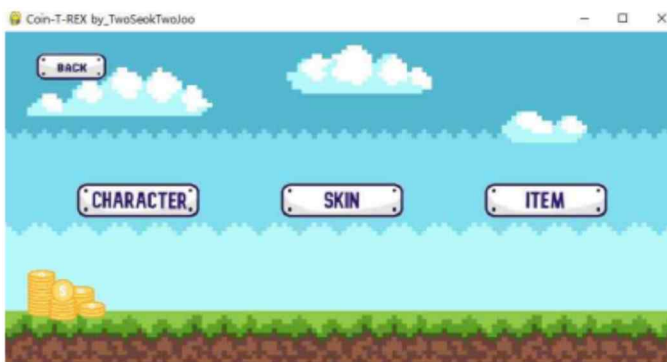 Coin-T-REX by_TwoSeokTwoJoo
BACK
CHARACTER
SKIN
ITEM
$